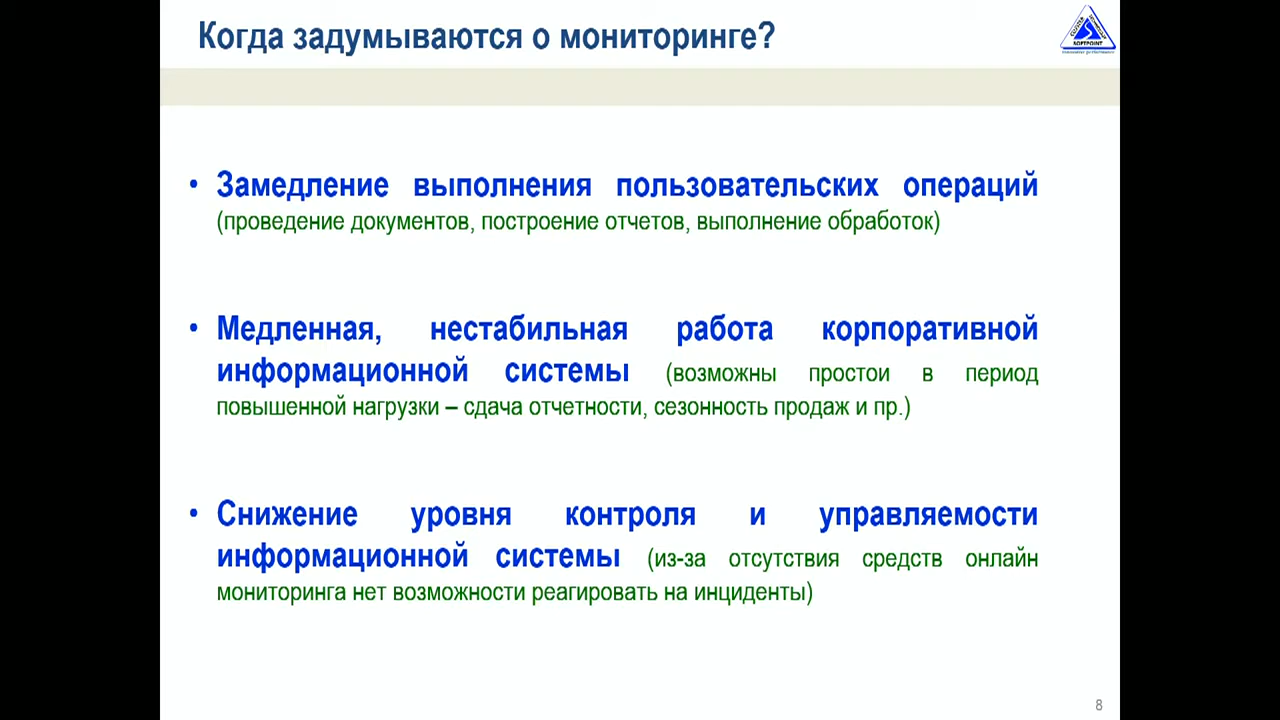 Когда задумываются о мониторинге?
SOFTPOINT
• Замедление выполнения пользовательских операций
(проведение документов, построение отчетов, выполнение обработок)
• Медленная, нестабильная работа корпоративной
информационной системы (возможны простои в период
повышенной нагрузки – сдача отчетности, сезонность продаж и пр.)
• Снижение уровня контроля и управляемости
информационной системы (из-за отсутствия средств онлайн
мониторинга нет возможности реагировать на инциденты)
8